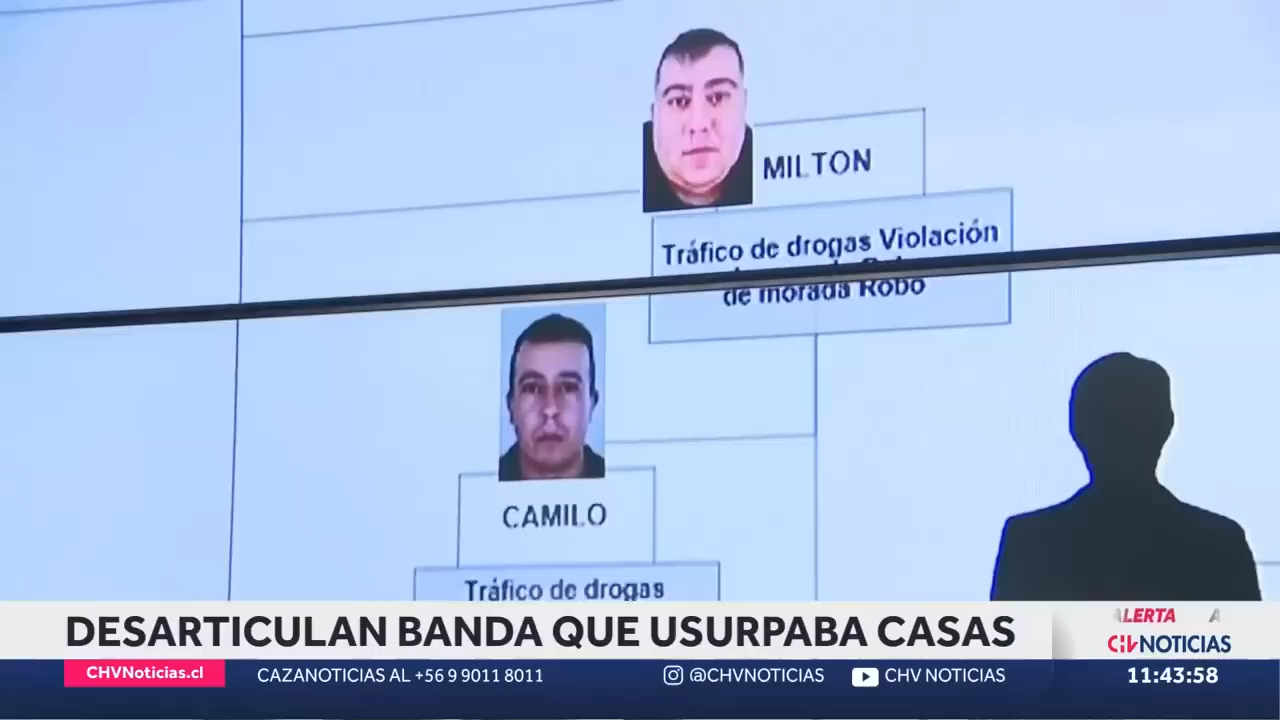 MILTON
Tráfico de drogas Violación
de morada Robo
CAMILO
Tráfico de drogas
DESARTICULAN BANDA QUE USURPABA CASAS
ALERTA A
CHV NOTICIAS
CHVNoticias.cl
CAZANOTICIAS AL +56 9 9011 8011
@CHVNOTICIAS
CHV NOTICIAS
11:43:58